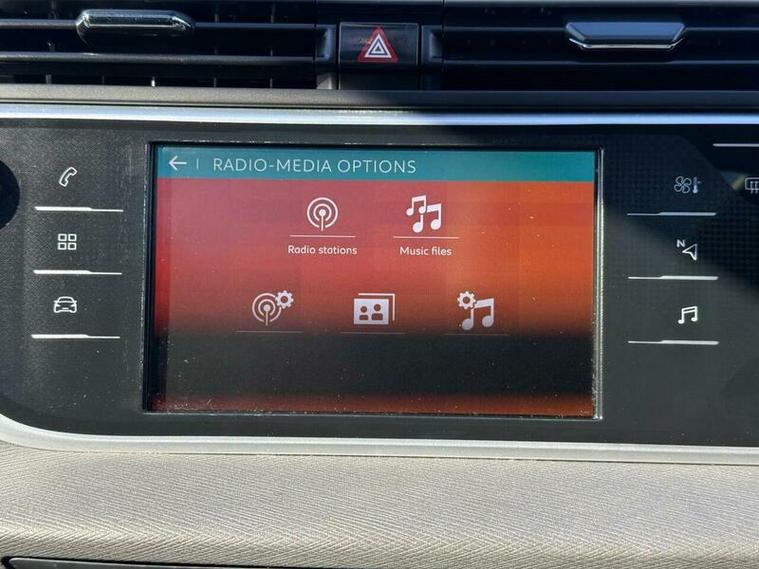 RADIO-MEDIA OPTIONS
Radio stations
Music files
N